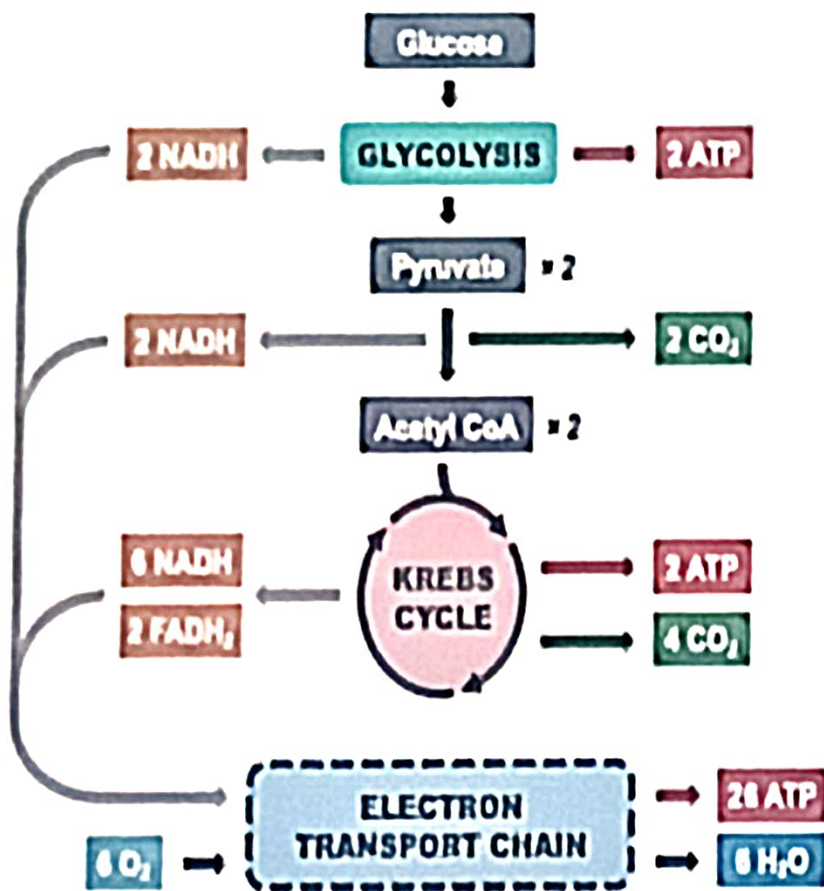 Glucose
2 NADH
GLYCOLYSIS
2 ATP
Pyruvate × 2
2 NADH
2 CO₂
Acetyl CoA × 2
6 NADH
2 FADH₂
KREBS
CYCLE
2 ATP
4 CO₂
ELECTRON
TRANSPORT CHAIN
ATP
6 O₂
6 H₂O